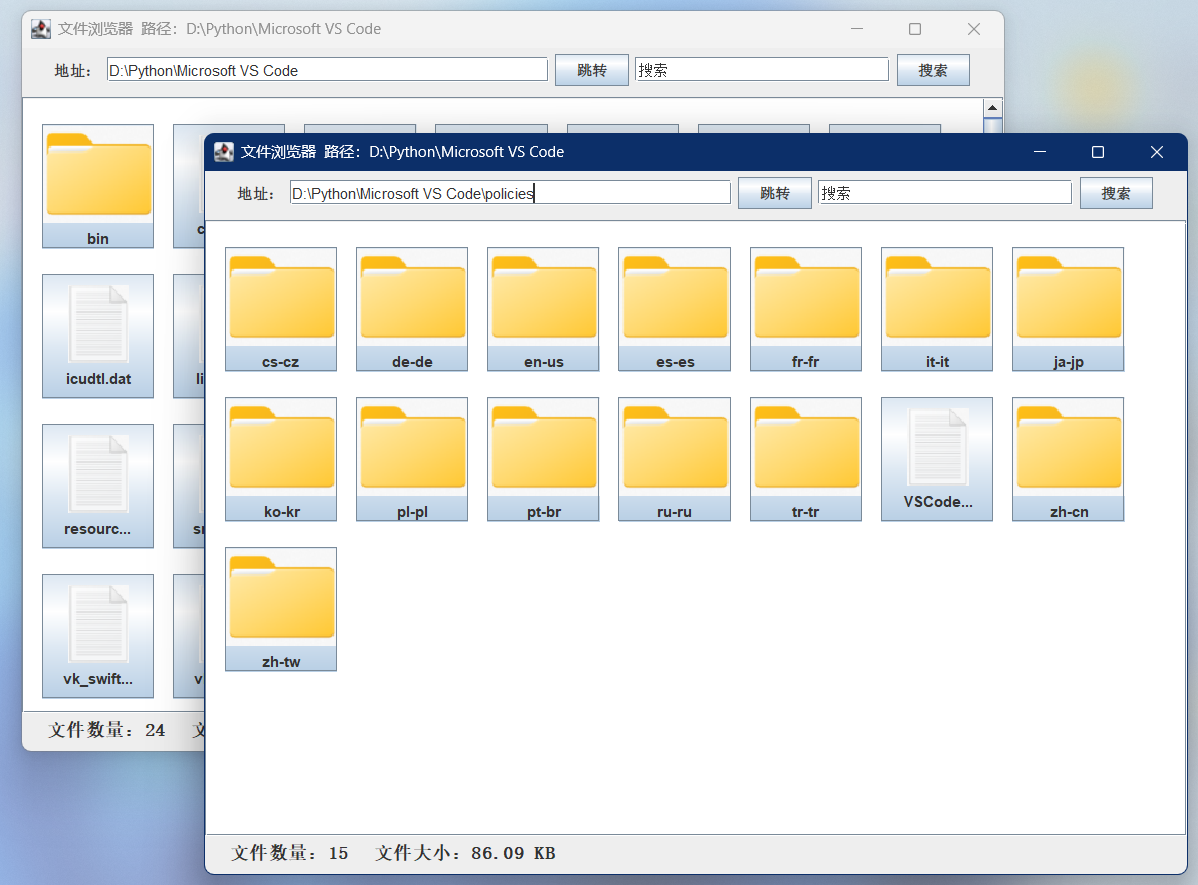 文件浏览器 路径: D:\Python\Microsoft VS Code
地址: D:\Python\Microsoft VS Code 跳转 搜索 搜索
bin
icudtl.dat
resourc...
vk_swift...
文件数量: 24
文件浏览器 路径: D:\Python\Microsoft VS Code
地址: D:\Python\Microsoft VS Code\policies 跳转 搜索 搜索
cs-cz de-de en-us es-es fr-fr it-it ja-jp
ko-kr pl-pl pt-br ru-ru tr-tr VSCode... zh-cn
zh-tw
文件数量: 15 文件大小: 86.09 KB